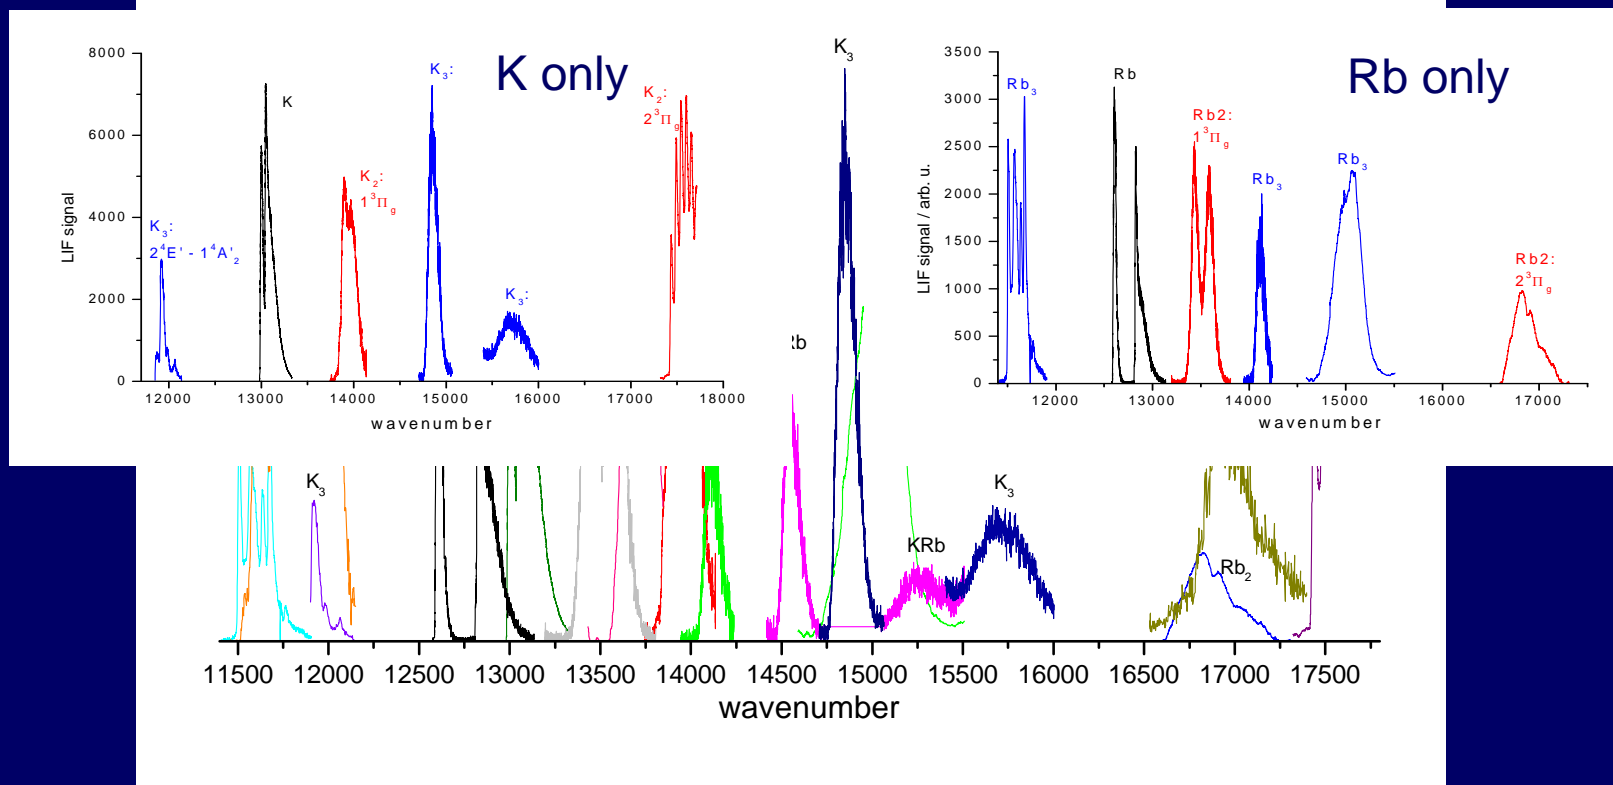 K only
8000
6000
4000
2000
0
LIF signal
K3:
2⁴E' - 1⁴A'2
K
K2:
1³Πg
K3:
K3:
K2:
2³Πg
12000 13000 14000 15000 16000 17000 18000
wavenumber
K3
Rb only
3500
3000
2500
2000
1500
1000
500
0
LIF signal / arb. u.
Rb3
Rb
Rb2:
1³Πg
Rb3
Rb3
Rb2:
2³Πg
12000 13000 14000 15000 16000 17000
wavenumber
K3
KRb
K3
Rb2
11500 12000 12500 13000 13500 14000 14500 15000 15500 16000 16500 17000 17500
wavenumber